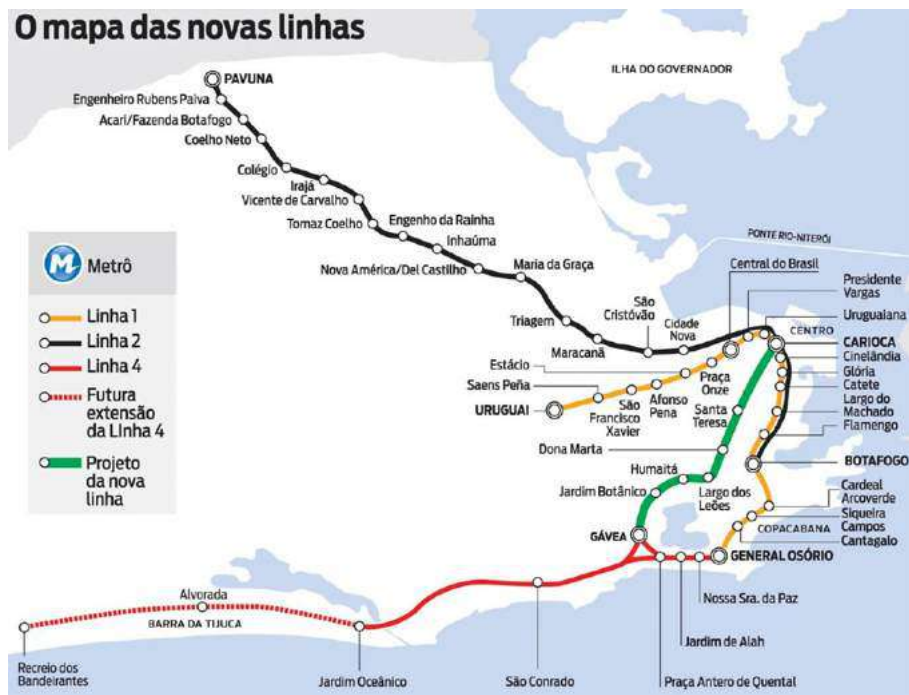 O mapa das novas linhas
ILHA DO GOVERNADOR
PAVUNA
Engenheiro Rubens Paiva
Acari/Fazenda Botafogo
Coelho Neto
Colégio
Irajá
Vicente de Carvalho
Tomaz Coelho
Engenho da Rainha
Inhaúma
Nova América/Del Castilho
Maria da Graça
Triagem
Maracanã
São
Cristóvão
Cidade
Nova
PONTE RIO-NITERÓI
Central do Brasil
Presidente
Vargas
Uruguaiana
CENTRO
CARIOCA
Cinelândia
Glória
Catete
Largo do
Machado
Flamengo
BOTAFOGO
Cardeal
Arcoverde
Siqueira
Campos
COPACABANA
Cantagalo
GENERAL OSÓRIO
Estácio
Saens Peña
URUGUAI
São
Francisco
Xavier
Afonso
Pena
Praça
Onze
Santa
Teresa
Dona Marta
Humaitá
Largo dos
Leões
Jardim Botânico
GÁVEA
Nossa Sra. da Paz
Jardim de Alah
Praça Antero de Quental
São Conrado
Jardim Oceânico
Alvorada
BARRA DA TIJUCA
Recreio dos
Bandeirantes
M
Metrô
Linha 1
Linha 2
Linha 4
Futura
extensão
da Linha 4
Projeto
da nova
linha